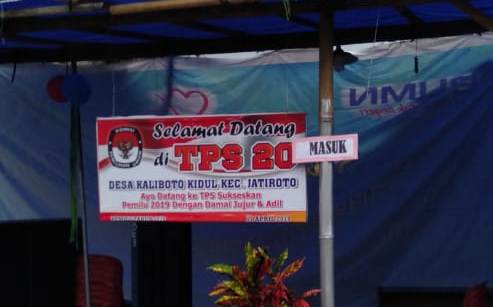 Selamat Datang
di TPS 20
MASUK
DESA KALIBOTO KIDUL KEC. JATIROTO
Ayo Datang ke TPS Sukseskan
Pemilu 2019 Dengan Damai Jujur & Adil
BUMN